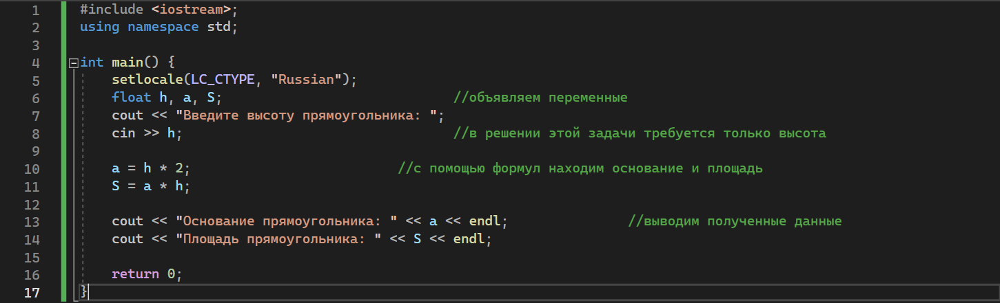 1 #include <iostream>;
2 using namespace std;
3
4 int main() {
5 setlocale(LC_CTYPE, "Russian");
6 float h, a, S; //объявляем переменные
7 cout << "Введите высоту прямоугольника: ";
8 cin >> h; //в решении этой задачи требуется только высота
9
10 a = h * 2; //с помощью формул находим основание и площадь
11 S = a * h;
12
13 cout << "Основание прямоугольника: " << a << endl; //выводим полученные данные
14 cout << "Площадь прямоугольника: " << S << endl;
15
16 return 0;
17 }